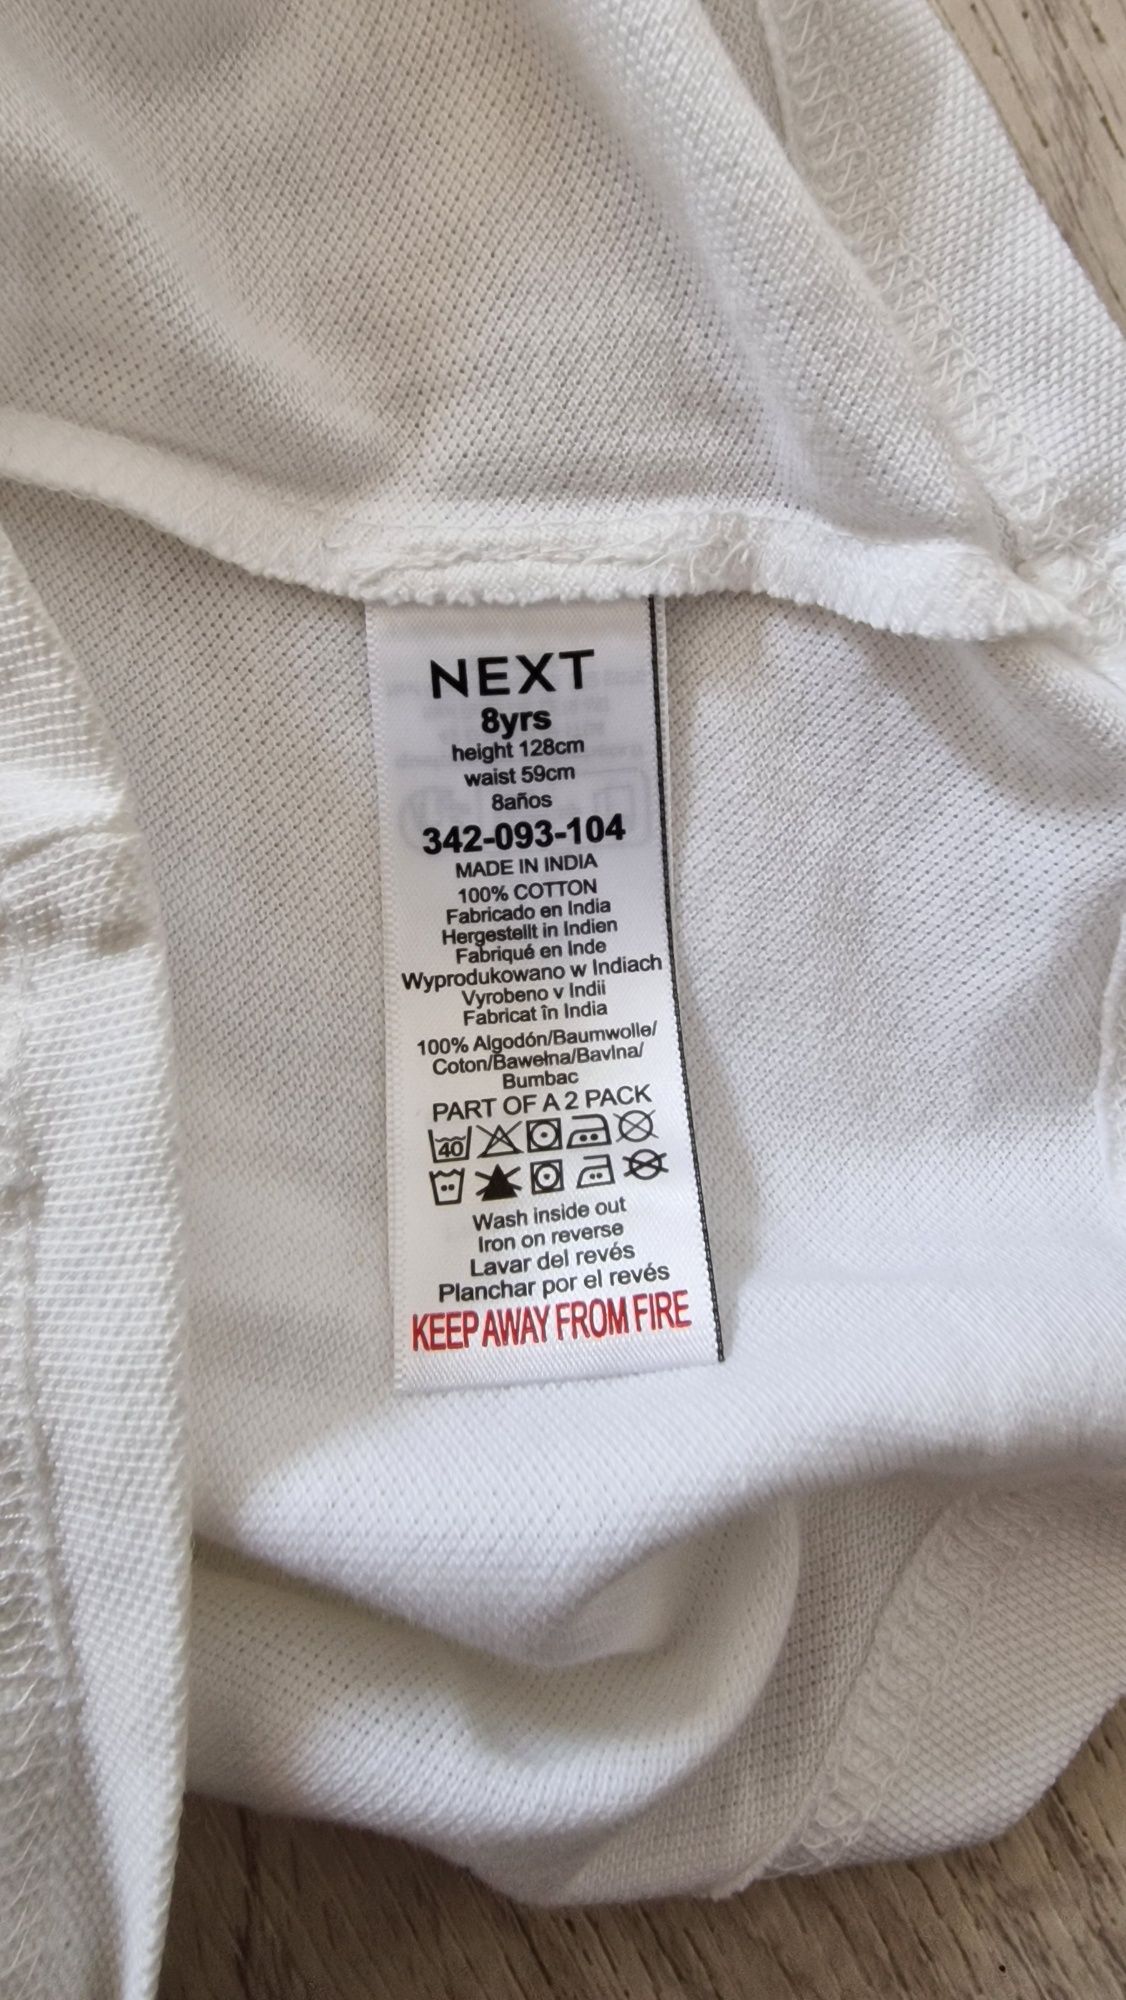 NEXT
8yrs
height 128cm
waist 59cm
8años
342-093-104
MADE IN INDIA
100% COTTON
Fabricado en India
Hergestellt in Indien
Fabriqué en Inde
Wyprodukowano w Indiach
Vyrobeno v Indii
Fabricat în India
100% Algodón/Baumwolle/
Coton/Bawełna/Bavlna/
Bumbac
PART OF A 2 PACK
40
Wash inside out
Iron on reverse
Lavar del revés
Planchar por el revés
KEEP AWAY FROM FIRE